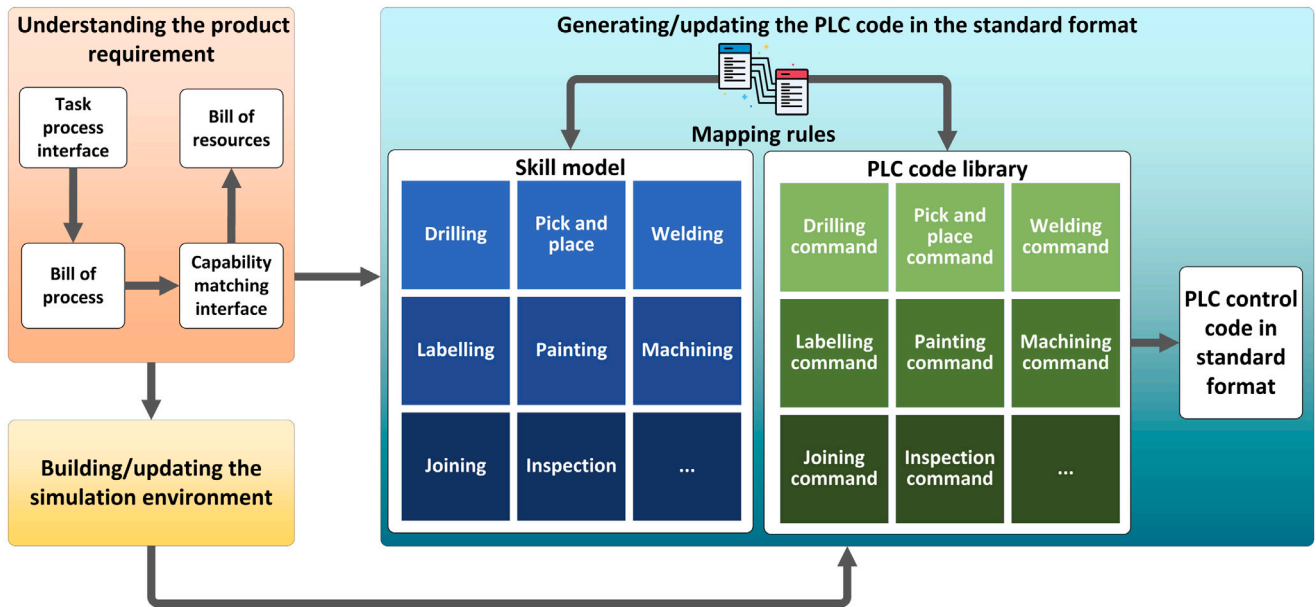 Understanding the product
requirement
Task
process
interface
Bill of
resources
Bill of
process
Capability
matching
interface
Building/updating the
simulation environment
Generating/updating the PLC code in the standard format
Mapping rules
Skill model
Drilling
Pick and
place
Welding
Labelling
Painting
Machining
Joining
Inspection
...
PLC code library
Drilling
command
Pick and
place
command
Welding
command
Labelling
command
Painting
command
Machining
command
Joining
command
Inspection
command
...
PLC control
code in
standard
format